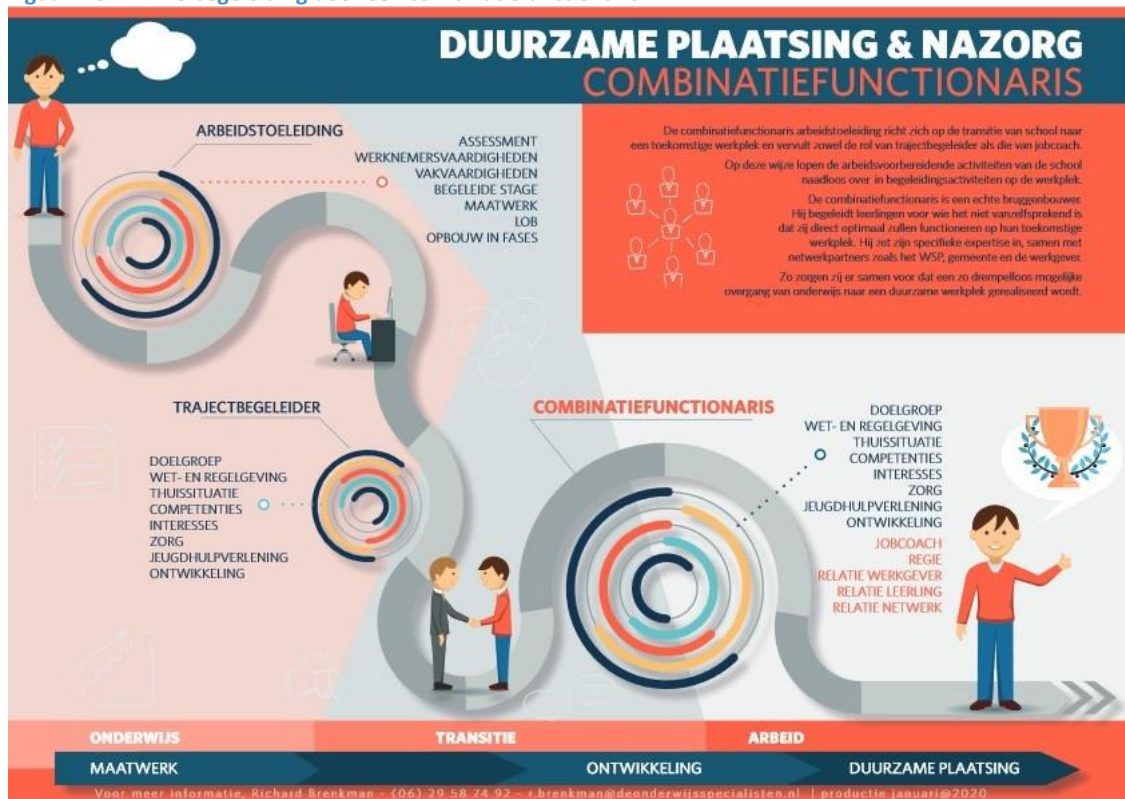 DUURZAME PLAATSING & NAZORG
COMBINATIEFUNCTIONARIS
ARBEIDSTOELEIDING
ASSESSMENT
WERKNEMERSVAARDIGHEDEN
VAKVAARDIGHEDEN
BEGELEIDE STAGE
MAATWERK
LOB
OPBOUW IN FASES
De combinatiefunctionaris arbeidstoeleiding richt zich op de transitie van school naar
een toekomstige werkplek en vervult zowel de rol van trajectbegeleider als die van jobcoach.
Op deze wijze lopen de arbeidsvoorbereidende activiteiten van de school
naadloos over in begeleidingsactiviteiten op de werkplek.
De combinatiefunctionaris is een echte bruggenbouwer.
Hij begeleidt leerlingen voor wie het niet vanzelfsprekend is
dat zij direct optimaal zullen functioneren op hun toekomstige
werkplek. Hij zet zijn specifieke expertise in, samen met
netwerkpartners zoals het WSP, gemeente en de werkgever.
Zo zorgen zij er samen voor dat een zo drempelloos mogelijke
overgang van onderwijs naar een duurzame werkplek gerealiseerd wordt.
TRAJECTBEGELEIDER
DOELGROEP
WET- EN REGELGEVING
THUISSITUATIE
COMPETENTIES
INTERESSES
ZORG
JEUGDHULPVERLENING
ONTWIKKELING
COMBINATIEFUNCTIONARIS
DOELGROEP
WET- EN REGELGEVING
THUISSITUATIE
COMPETENTIES
INTERESSES
ZORG
JEUGDHULPVERLENING
ONTWIKKELING
JOBCOACH
REGIE
RELATIE WERKGEVER
RELATIE LEERLING
RELATIE NETWERK
ONDERWIJS
TRANSITIE
ARBEID
MAATWERK
ONTWIKKELING
DUURZAME PLAATSING
Voor meer informatie, Richard Brenkman - (06) 29 58 74 92 - r.brenkman@deonderwijsspecialisten.nl | productie januari@2020